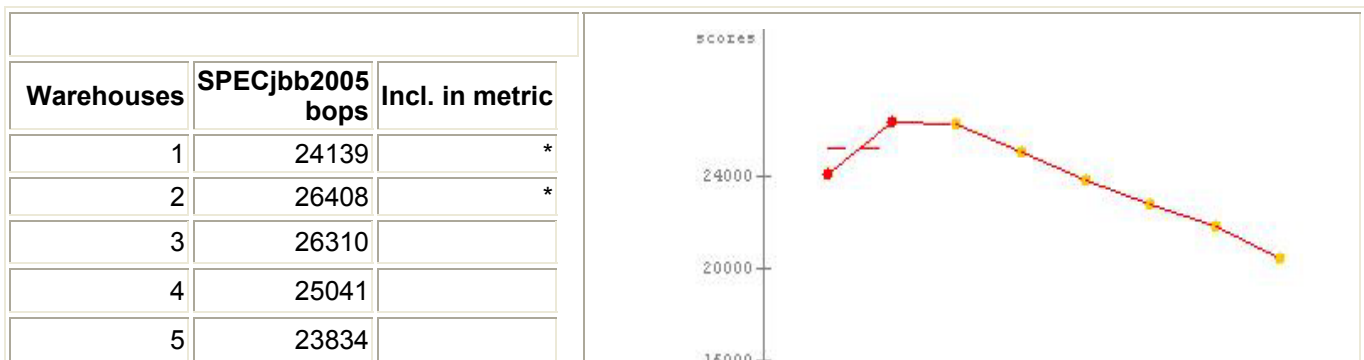 Warehouses SPECjbb2005 bops Incl. in metric
1 24139 *
2 26408 *
3 26310
4 25041
5 23834
scores
24000
20000